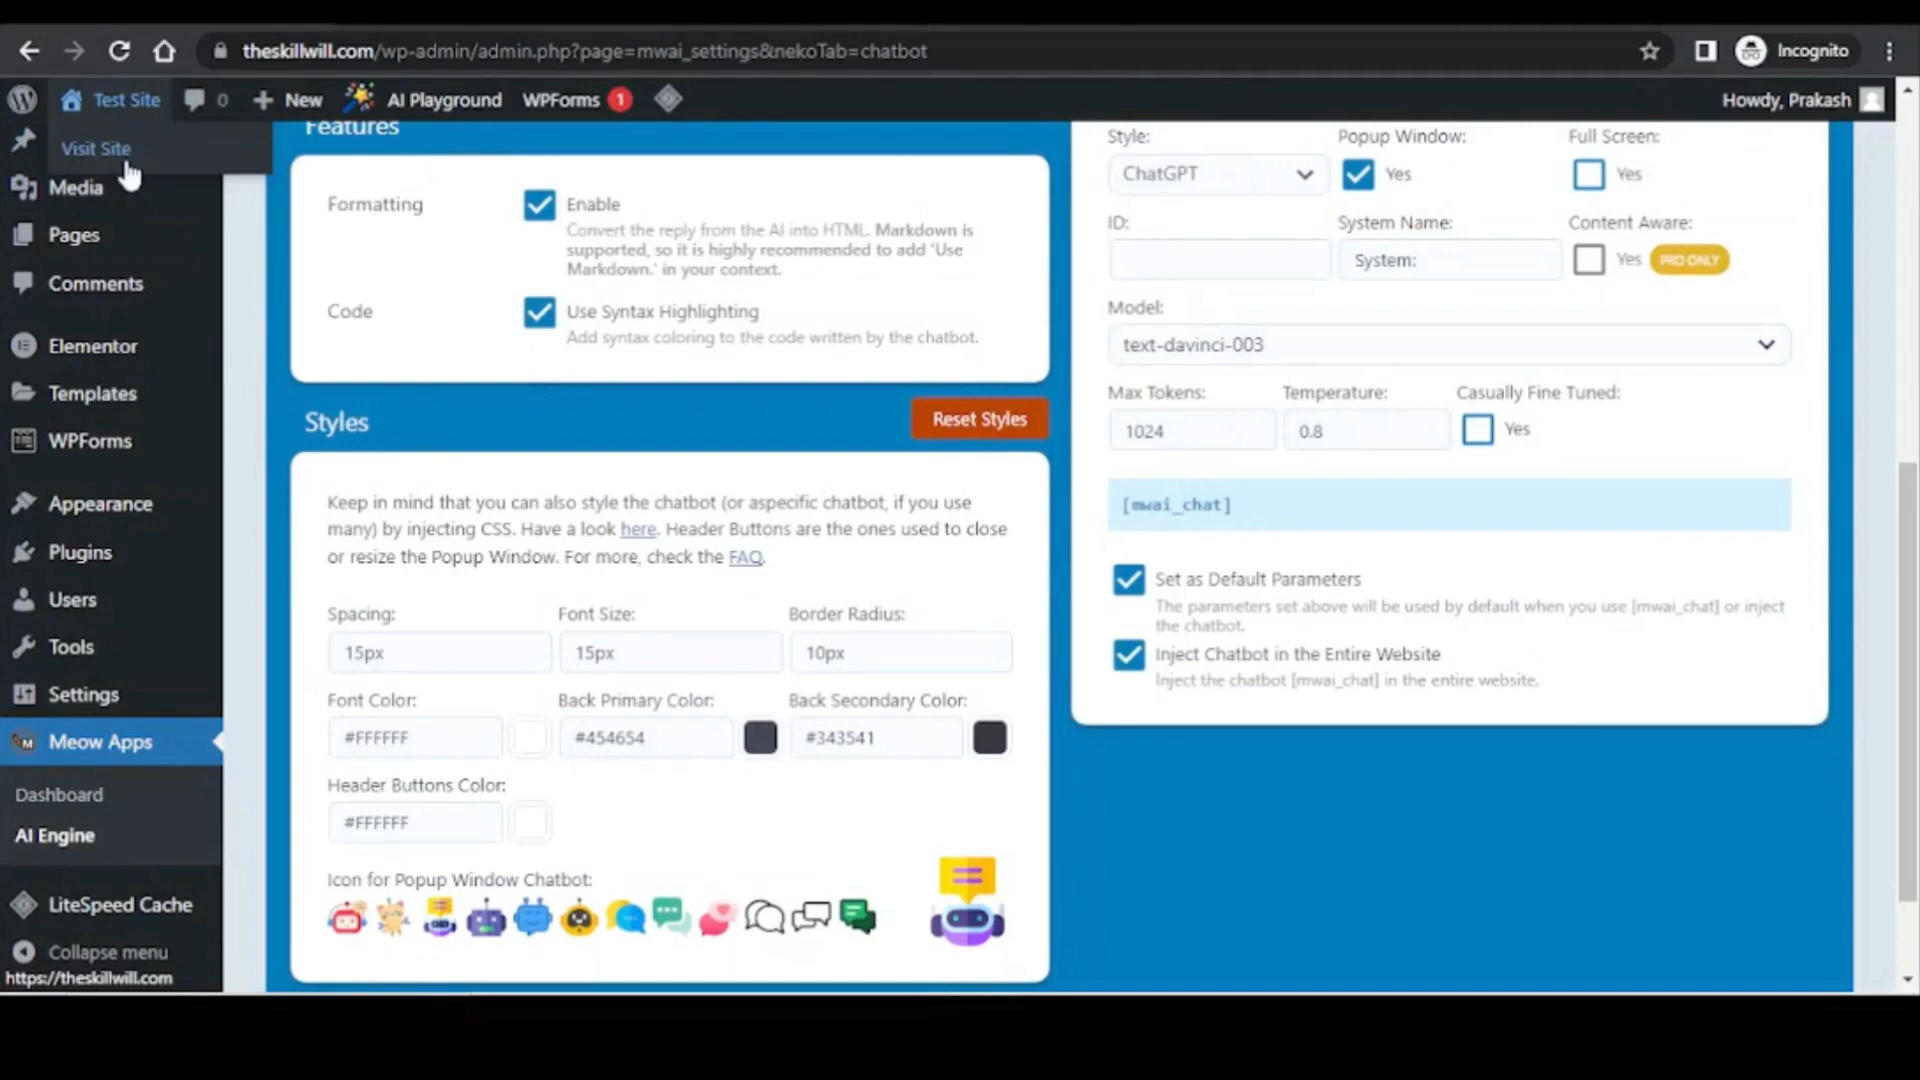 theskillwill.com/wp-admin/admin.php?page=mwai_settings&nekoTab=chatbot
Incognito
Test Site
0
New
AI Playground
WPForms
1
Howdy, Prakash
Visit Site
Media
Pages
Comments
Elementor
Templates
WPForms
Appearance
Plugins
Users
Tools
Settings
Meow Apps
Dashboard
AI Engine
LiteSpeed Cache
Collapse menu
https://theskillwill.com
Features
Formatting
Enable
Convert the reply from the AI into HTML. Markdown is
supported, so it is highly recommended to add 'Use
Markdown.' in your context.
Code
Use Syntax Highlighting
Add syntax coloring to the code written by the chatbot.
Styles
Reset Styles
Keep in mind that you can also style the chatbot (or aspecific chatbot, if you use
many) by injecting CSS. Have a look here. Header Buttons are the ones used to close
or resize the Popup Window. For more, check the FAQ.
Spacing:
Font Size:
Border Radius:
15px
15px
10px
Font Color:
Back Primary Color:
Back Secondary Color:
#FFFFFF
#454654
#343541
Header Buttons Color:
#FFFFFF
Icon for Popup Window Chatbot:
Style:
Popup Window:
Full Screen:
ChatGPT
Yes
Yes
ID:
System Name:
Content Aware:
System:
Yes
PRO ONLY
Model:
text-davinci-003
Max Tokens:
Temperature:
Casually Fine Tuned:
1024
0.8
Yes
[mwai_chat]
Set as Default Parameters
The parameters set above will be used by default when you use [mwai_chat] or inject
the chatbot.
Inject Chatbot in the Entire Website
Inject the chatbot [mwai_chat] in the entire website.